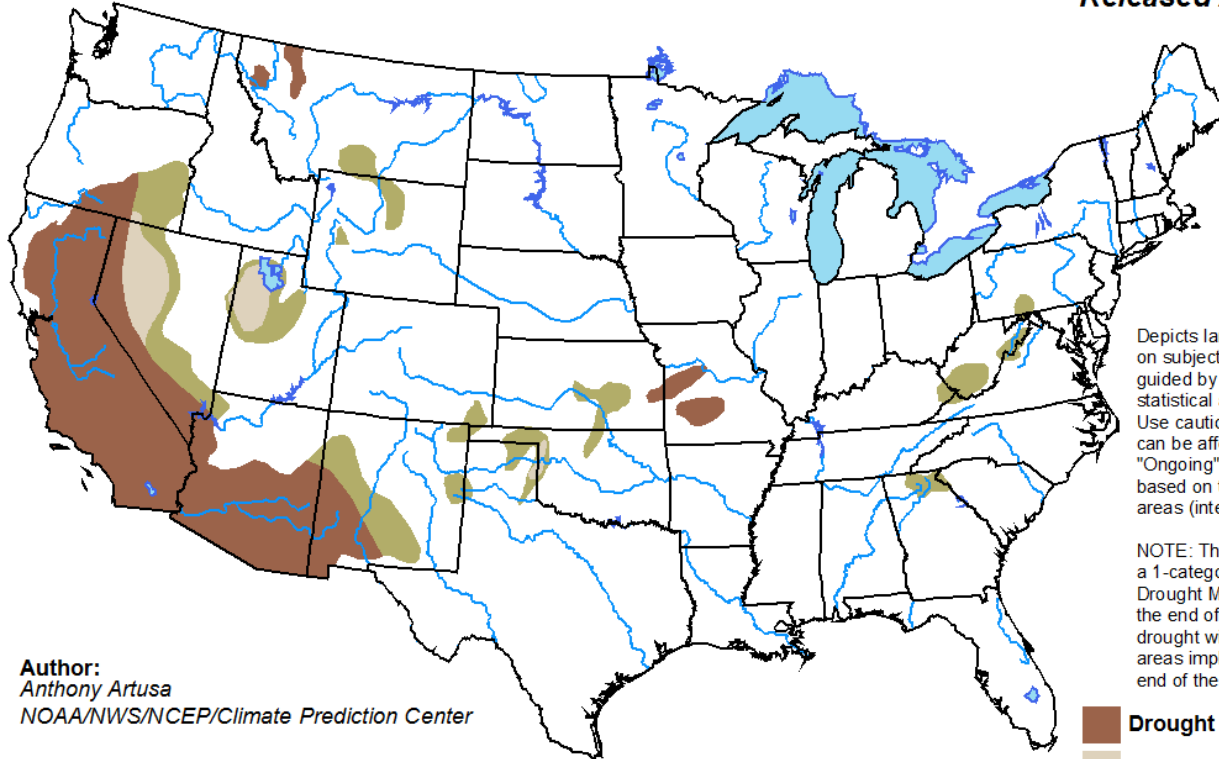 Released
Depicts la
on subject
guided by
statistical
Use cautio
can be affe
"Ongoing"
based on t
areas (inte
NOTE: Th
a 1-catego
Drought M
the end of
drought w
areas impl
end of the
Author:
Anthony Artusa
NOAA/NWS/NCEP/Climate Prediction Center
Drought